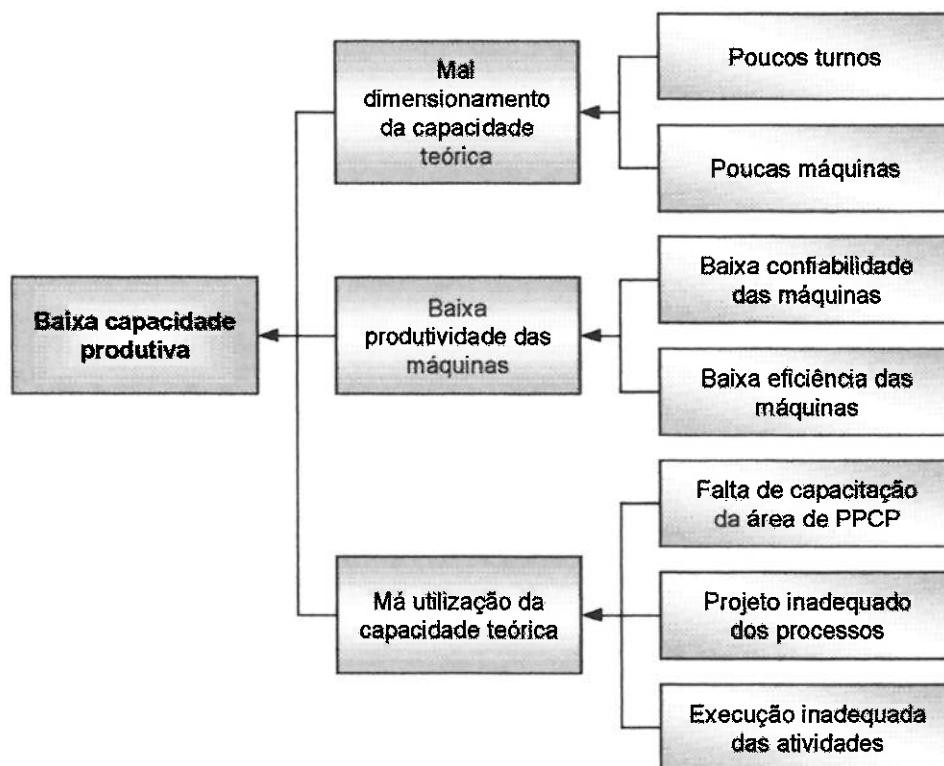 Baixa capacidade
produtiva
Mal
dimensionamento
da capacidade
teórica
Baixa
produtividade das
máquinas
Má utilização da
capacidade teórica
Poucos turnos
Poucas máquinas
Baixa confiabilidade
das máquinas
Baixa eficiência das
máquinas
Falta de capacitação
da área de PPCP
Projeto inadequado
dos processos
Execução inadequada
das atividades